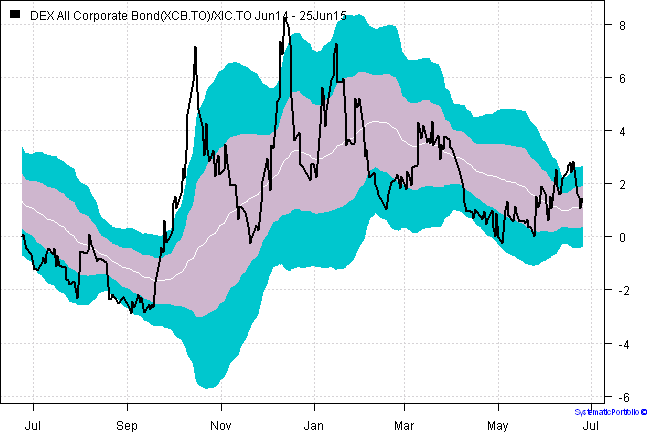 DEX All Corporate Bond(XCB.TO)/XIC.TO Jun14 - 25Jun15
8
6
4
2
0
-2
-4
-6
SystematicPortfolio ©
Jul Sep Nov Jan Mar May Jul